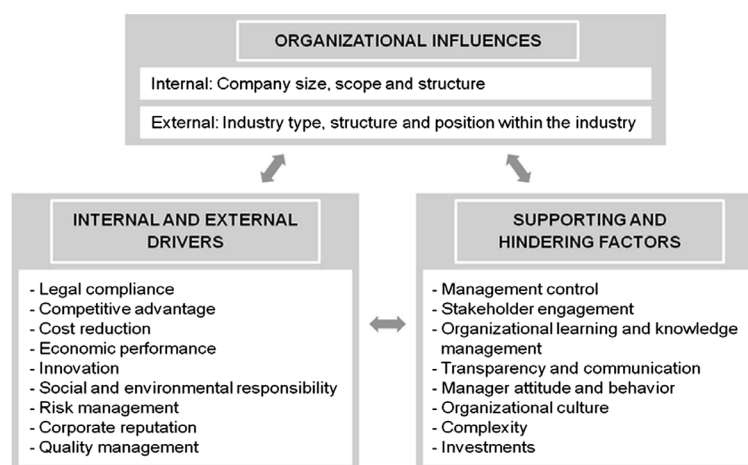 ORGANIZATIONAL INFLUENCES
Internal: Company size, scope and structure
External: Industry type, structure and position within the industry
INTERNAL AND EXTERNAL
DRIVERS
- Legal compliance
- Competitive advantage
- Cost reduction
- Economic performance
- Innovation
- Social and environmental responsibility
- Risk management
- Corporate reputation
- Quality management
SUPPORTING AND
HINDERING FACTORS
- Management control
- Stakeholder engagement
- Organizational learning and knowledge
management
- Transparency and communication
- Manager attitude and behavior
- Organizational culture
- Complexity
- Investments